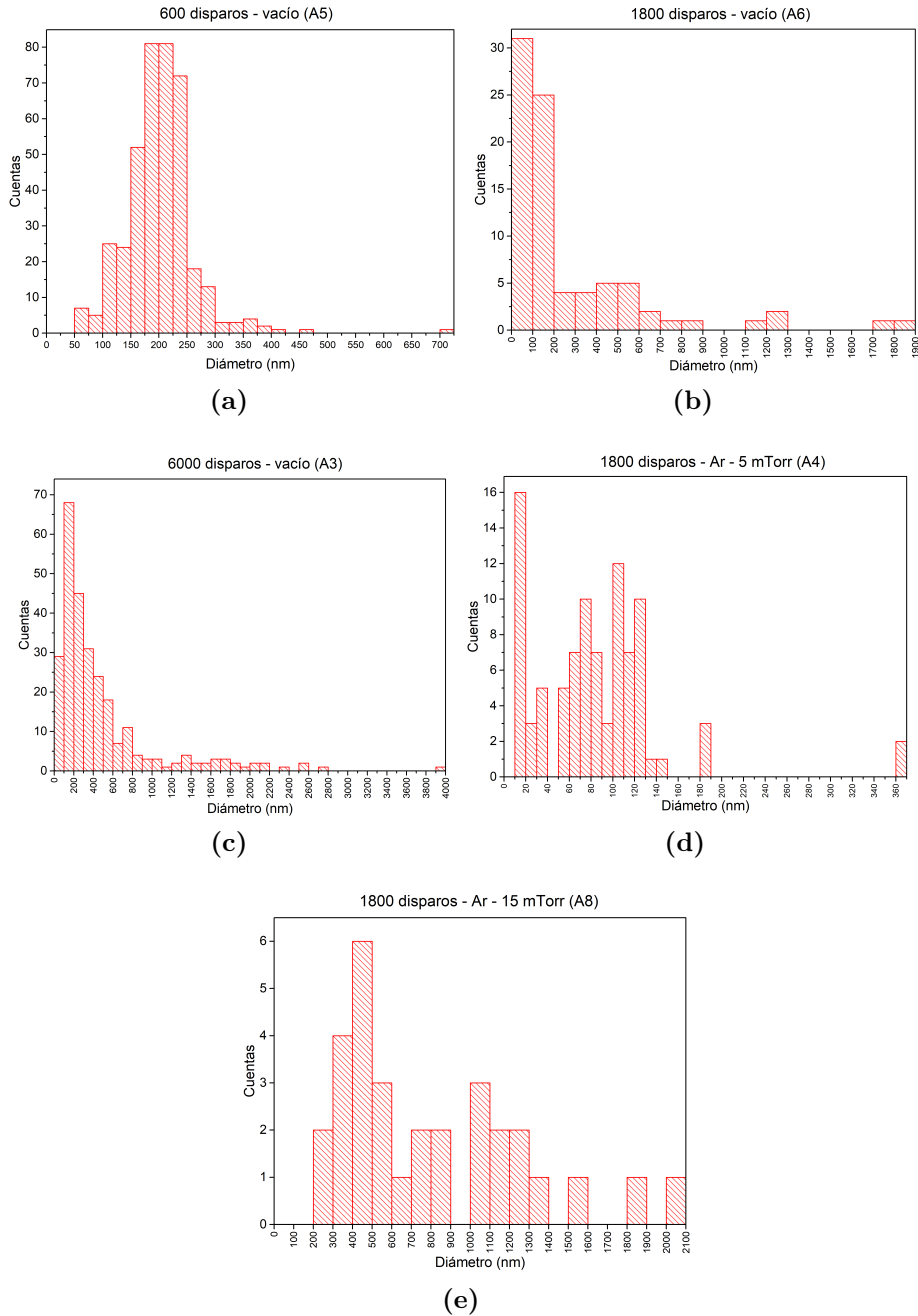 600 disparos - vacío (A5)
80
70
60
50
40
30
20
10
0
Cuentas
0 50 100 150 200 250 300 350 400 450 700
Diámetro (nm)
(a)
1800 disparos - vacío (A6)
30
25
20
15
10
5
0
Cuentas
0 100 200 300 400 500 600 700 800 900 1100 1200 1300 1400 1500 1600 1700 1800 1900
Diámetro (nm)
(b)
6000 disparos - vacío (A3)
70
60
50
40
30
20
10
0
Cuentas
0 200 400 600 800 1000 1200 1400 1600 1800 2000 2200 2400 2600 2800 3000 3200 3400 3600 3800 4000
Diámetro (nm)
(c)
1800 disparos - Ar - 5 mTorr (A4)
16
14
12
10
8
6
4
2
0
Cuentas
0 20 40 60 80 100 120 140 160 180 200 220 240 260 280 300 320 340 360
Diámetro (nm)
(d)
1800 disparos - Ar - 15 mTorr (A8)
6
5
4
3
2
1
0
Cuentas
0 100 200 300 400 500 600 700 800 900 1000 1100 1200 1300 1400 1500 1600 1700 1800 1900 2000 2100
Diámetro (nm)
(e)